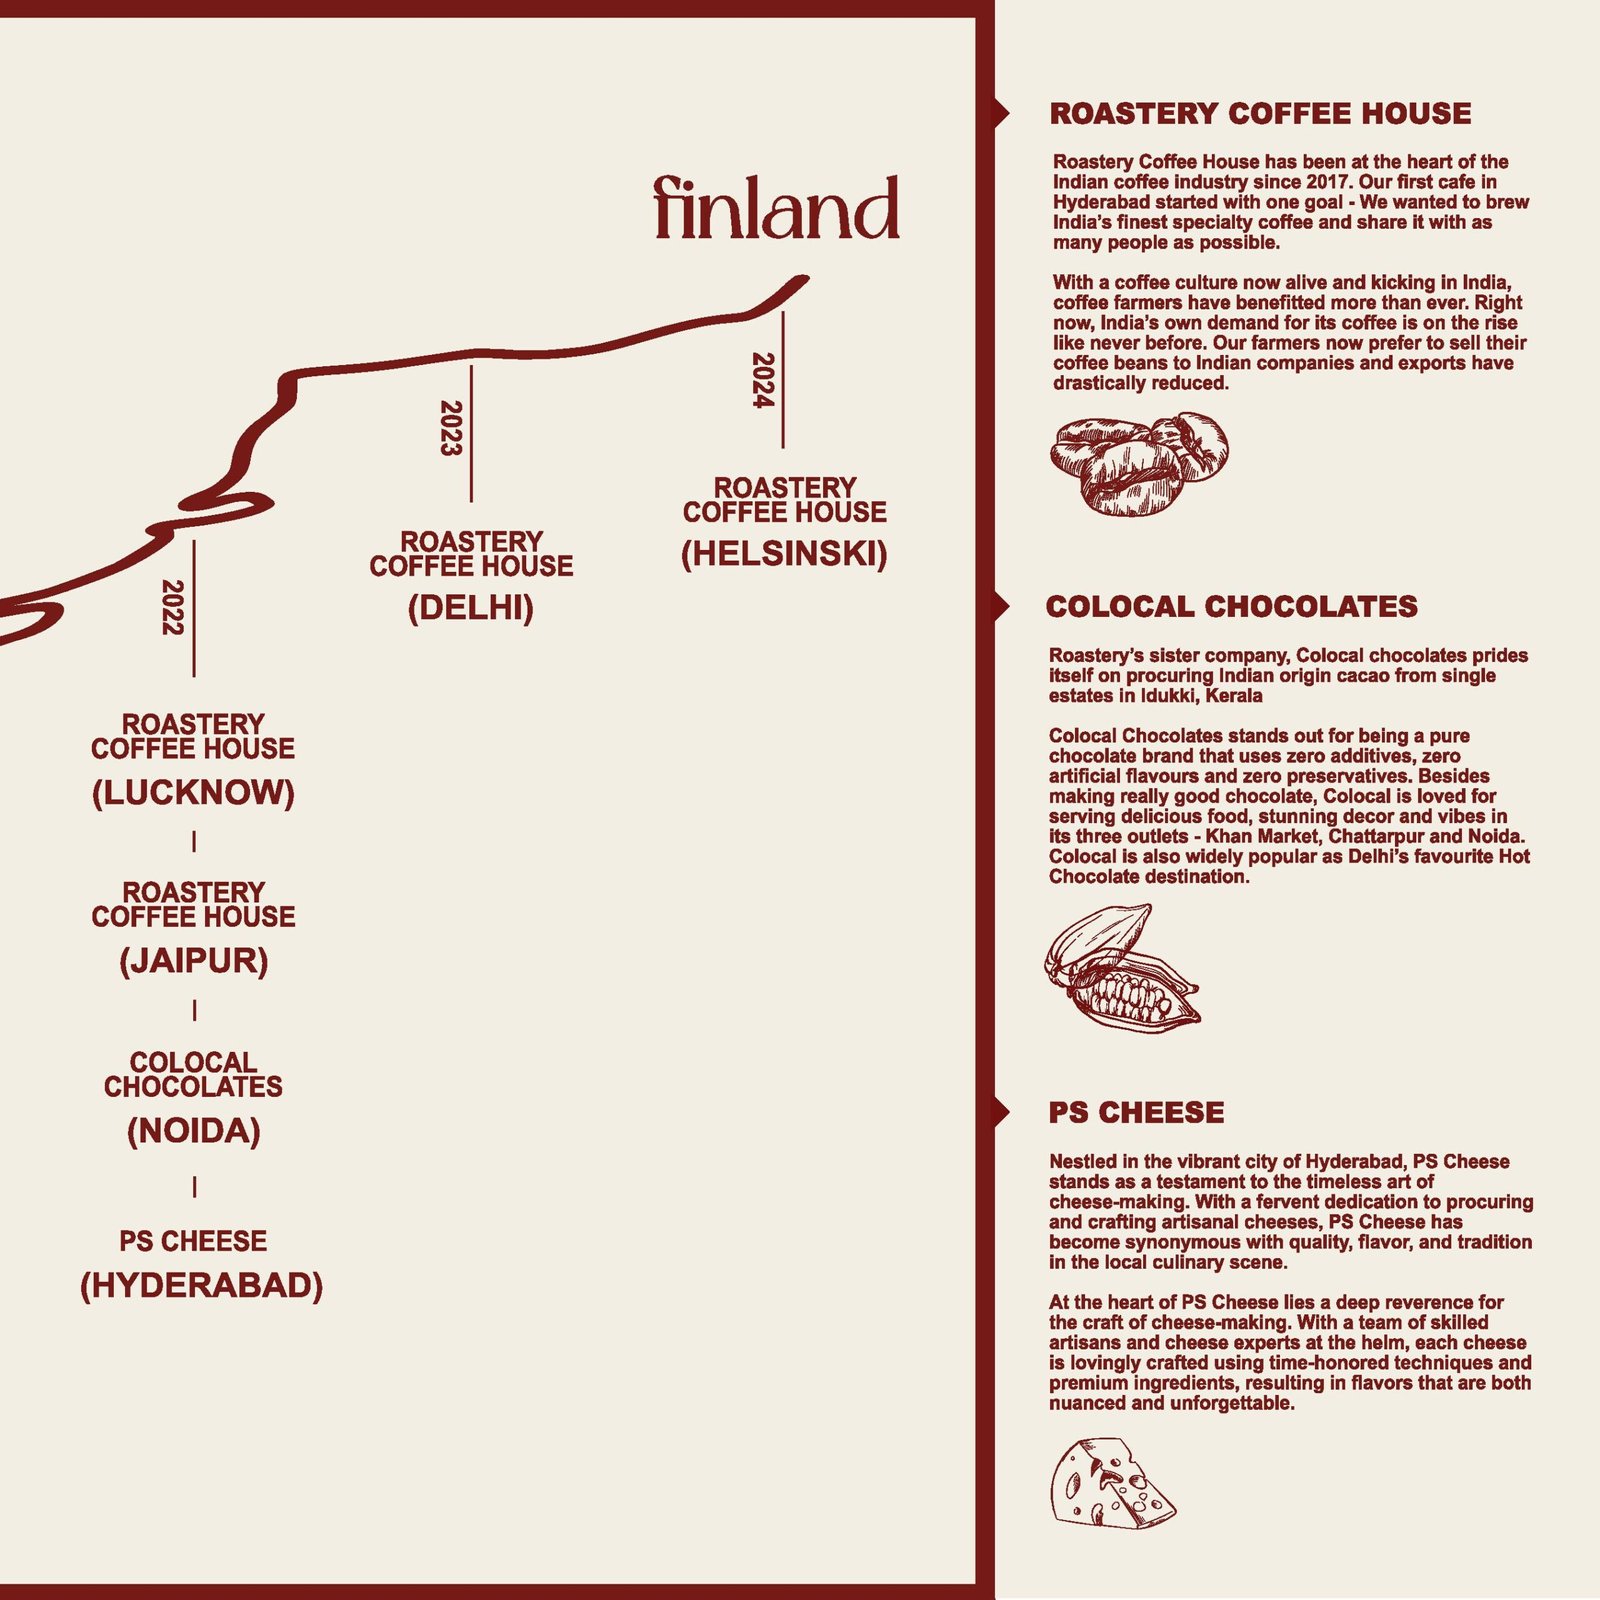 finland
2024
2023
ROASTERY
COFFEE HOUSE
(HELSINSKI)
ROASTERY
COFFEE HOUSE
(DELHI)
2022
ROASTERY
COFFEE HOUSE
(LUCKNOW)
ROASTERY
COFFEE HOUSE
(JAIPUR)
COLOCAL
CHOCOLATES
(NOIDA)
PS CHEESE
(HYDERABAD)
ROASTERY COFFEE HOUSE
Roastery Coffee House has been at the heart of the
Indian coffee industry since 2017. Our first cafe in
Hyderabad started with one goal - We wanted to brew
India's finest specialty coffee and share it with as
many people as possible.
With a coffee culture now alive and kicking in India,
coffee farmers have benefitted more than ever. Right
now, India's own demand for its coffee is on the rise
like never before. Our farmers now prefer to sell their
coffee beans to Indian companies and exports have
drastically reduced.
COLOCAL CHOCOLATES
Roastery's sister company, Colocal chocolates prides
itself on procuring Indian origin cacao from single
estates in Idukki, Kerala
Colocal Chocolates stands out for being a pure
chocolate brand that uses zero additives, zero
artificial flavours and zero preservatives. Besides
making really good chocolate, Colocal is loved for
serving delicious food, stunning decor and vibes in
its three outlets - Khan Market, Chattarpur and Noida.
Colocal is also widely popular as Delhi's favourite Hot
Chocolate destination.
PS CHEESE
Nestled in the vibrant city of Hyderabad, PS Cheese
stands as a testament to the timeless art of
cheese-making. With a fervent dedication to procuring
and crafting artisanal cheeses, PS Cheese has
become synonymous with quality, flavor, and tradition
in the local culinary scene.
At the heart of PS Cheese lies a deep reverence for
the craft of cheese-making. With a team of skilled
artisans and cheese experts at the helm, each cheese
is lovingly crafted using time-honored techniques and
premium ingredients, resulting in flavors that are both
nuanced and unforgettable.